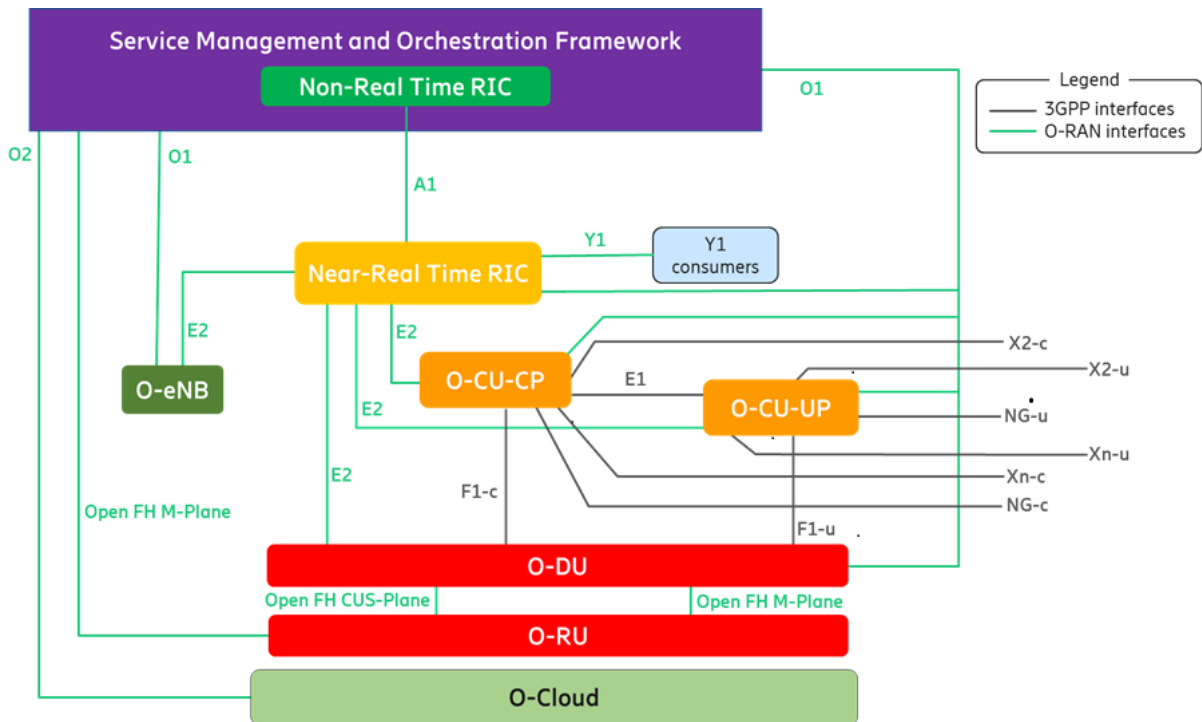 Service Management and Orchestration Framework
Non-Real Time RIC
O1
Legend
3GPP interfaces
O-RAN interfaces
O2
O1
A1
Y1
Y1
consumers
Near-Real Time RIC
E2
E2
X2-c
O-CU-CP
E1
X2-u
O-eNB
O-CU-UP
E2
NG-u
Xn-u
E2
Xn-c
F1-c
NG-c
Open FH M-Plane
F1-u
O-DU
Open FH CUS-Plane
Open FH M-Plane
O-RU
O-Cloud